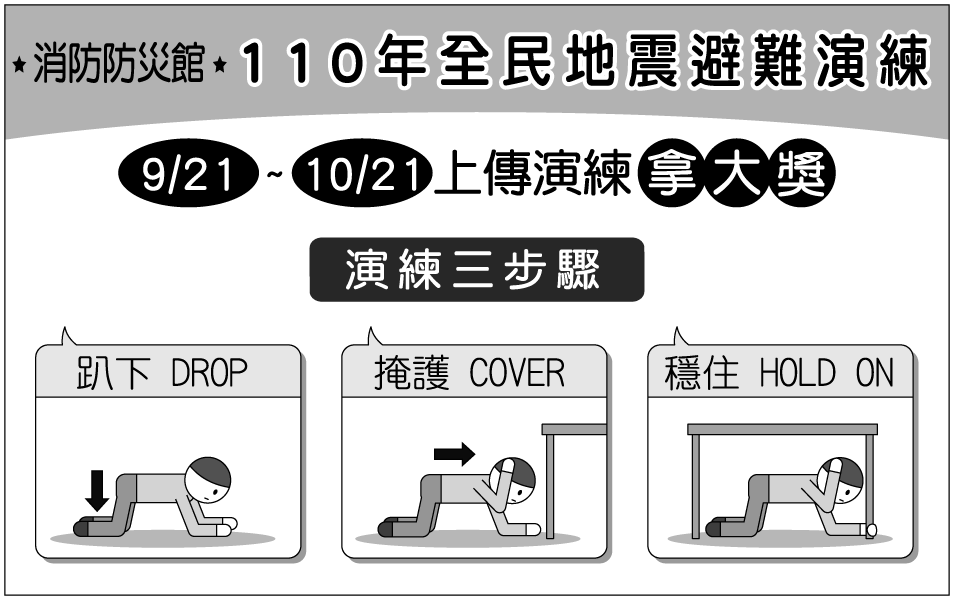 ★消防防災館★ 110年全民地震避難演練
9/21~10/21上傳演練拿大獎
演練三步驟
趴下 DROP
掩護 COVER
穩住 HOLD ON